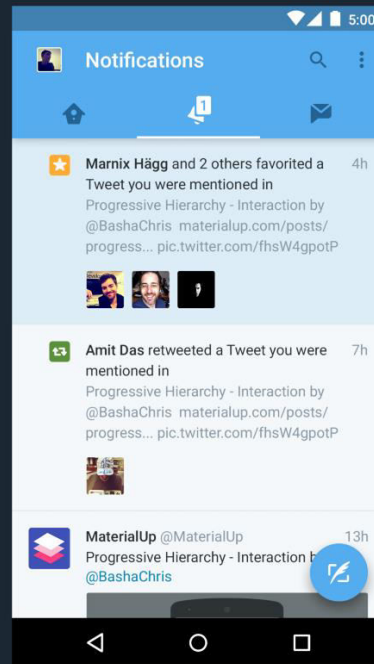 5:00
Notifications
1
Marnix Hägg and 2 others favorited a 4h
Tweet you were mentioned in
Progressive Hierarchy - Interaction by
@BashaChris materialup.com/posts/
progress... pic.twitter.com/fhsW4gpotP
Amit Das retweeted a Tweet you were 7h
mentioned in
Progressive Hierarchy - Interaction by
@BashaChris materialup.com/posts/
progress... pic.twitter.com/fhsW4gpotP
MaterialUp @MaterialUp 13h
Progressive Hierarchy - Interaction
@BashaChris